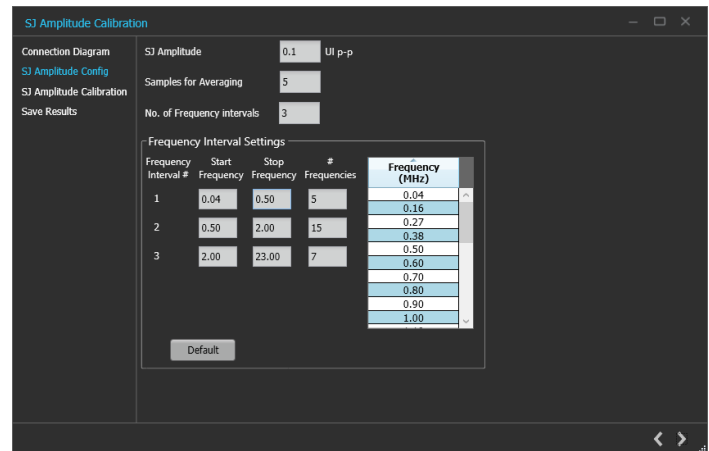 SJ Amplitude Calibration
Connection Diagram
SJ Amplitude Config
SJ Amplitude Calibration
Save Results
SJ Amplitude 0.1 UI p-p
Samples for Averaging 5
No. of Frequency intervals 3
Frequency Interval Settings
Frequency Interval # Start Frequency Stop Frequency # Frequencies
1 0.04 0.50 5
2 0.50 2.00 15
3 2.00 23.00 7
Frequency
(MHz)
0.04
0.16
0.27
0.38
0.50
0.60
0.70
0.80
0.90
1.00
Default